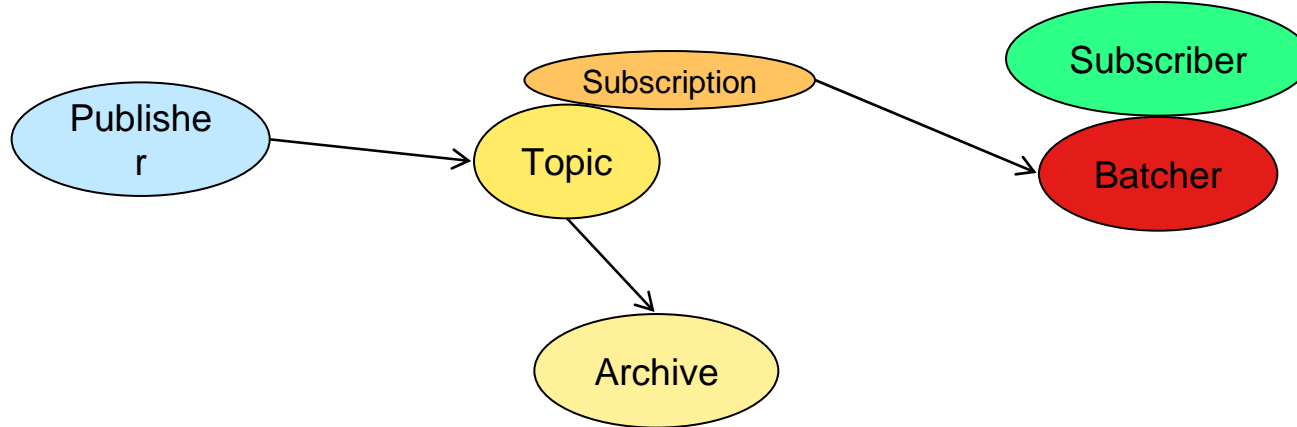 Publishe
r
Subscription
Topic
Subscriber
Batcher
Archive